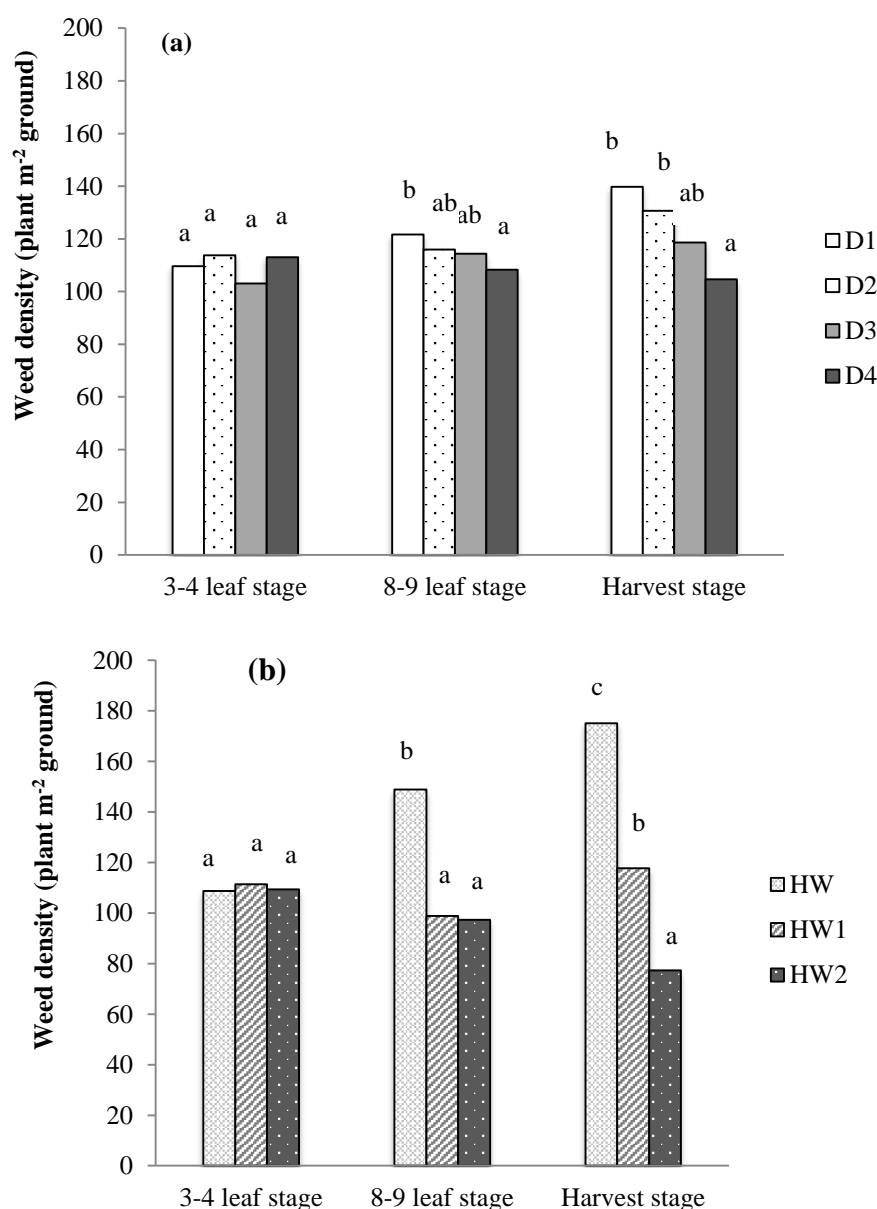 (a)
Weed density (plant m⁻² ground)
200
180
160
140
120
100
80
60
40
20
0
a
a
a
a
b
ab
ab
a
b
b
ab
a
3-4 leaf stage
8-9 leaf stage
Harvest stage
D1
D2
D3
D4
(b)
Weed density (plant m⁻² ground)
200
180
160
140
120
100
80
60
40
20
0
a
a
a
b
a
a
c
b
a
3-4 leaf stage
8-9 leaf stage
Harvest stage
HW
HW1
HW2